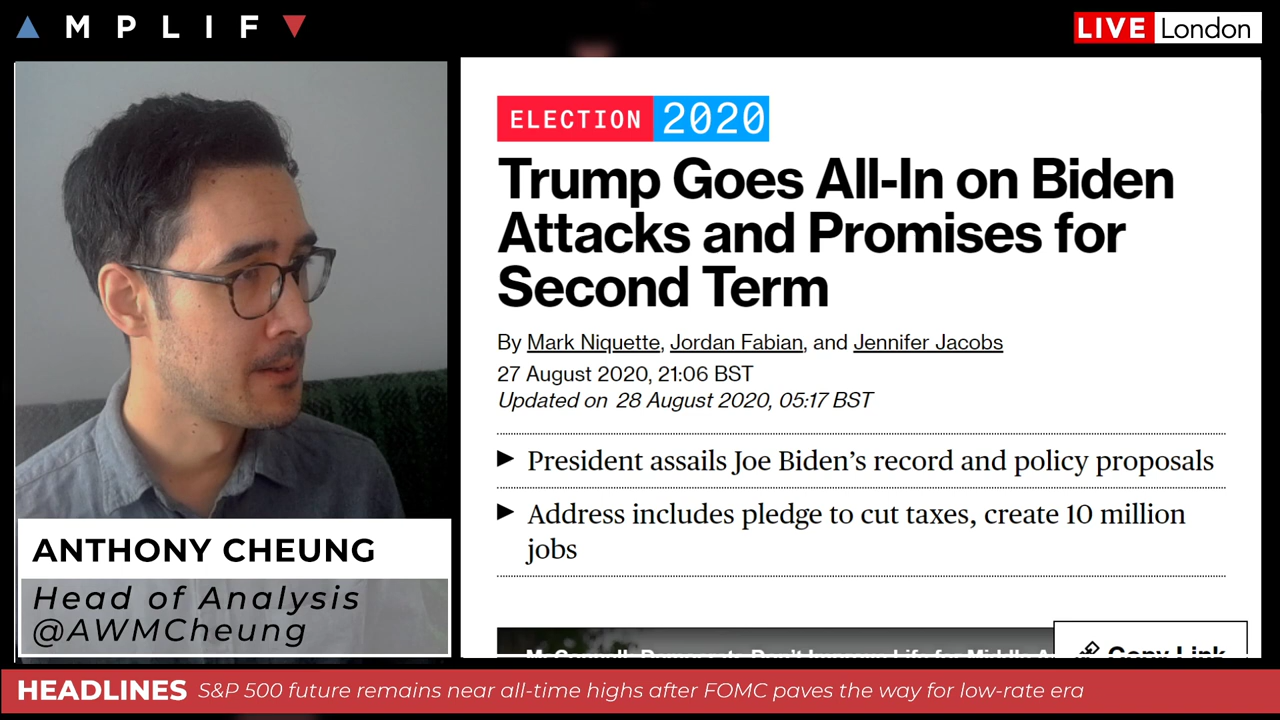 AMPLIFY
LIVE London
ELECTION 2020
Trump Goes All-In on Biden
Attacks and Promises for
Second Term
By Mark Niquette, Jordan Fabian, and Jennifer Jacobs
27 August 2020, 21:06 BST
Updated on 28 August 2020, 05:17 BST
President assails Joe Biden's record and policy proposals
Address includes pledge to cut taxes, create 10 million
jobs
Copy Link
ANTHONY CHEUNG
Head of Analysis
@AWMCheung
HEADLINES S&P 500 future remains near all-time highs after FOMC paves the way for low-rate era